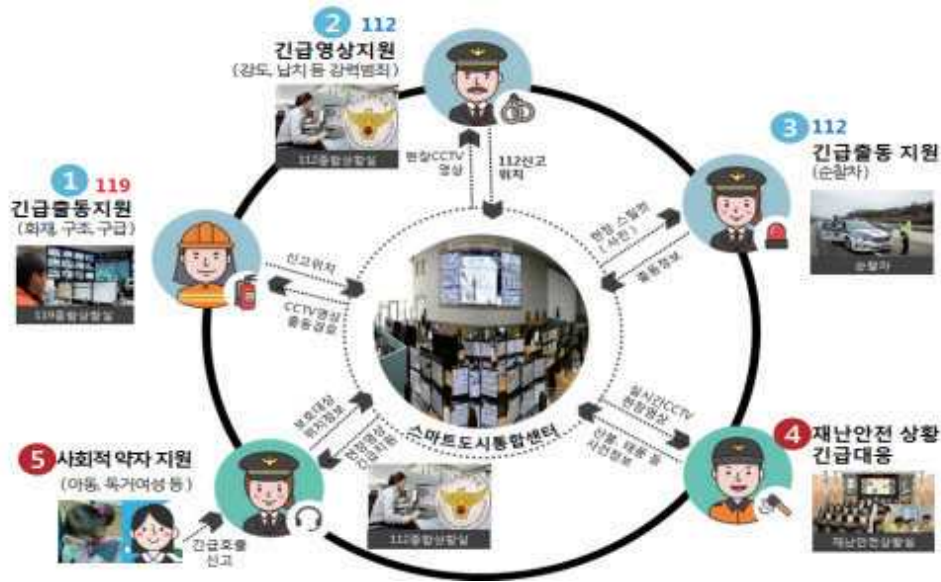 2 112
긴급영상지원
(강도, 납치 등 강력범죄)
112종합상황실
현장CCTV
영상
112신고
위치
3 112
긴급출동 지원
(순찰차)
순찰차
현장 스틸컷
(사진)
출동정보
1 119
긴급출동지원
(화재, 구조, 구급)
119종합상황실
신고위치
CCTV영상
출동경로
스마트도시통합센터
실시간CCTV
현장영상
산불, 태풍 등
사건정보
4 재난안전 상황
긴급대응
재난안전상황실
5 사회적 약자 지원
(아동, 독거여성 등)
긴급호출
신고
보호대상
위치정보
현장영상
112종합상황실